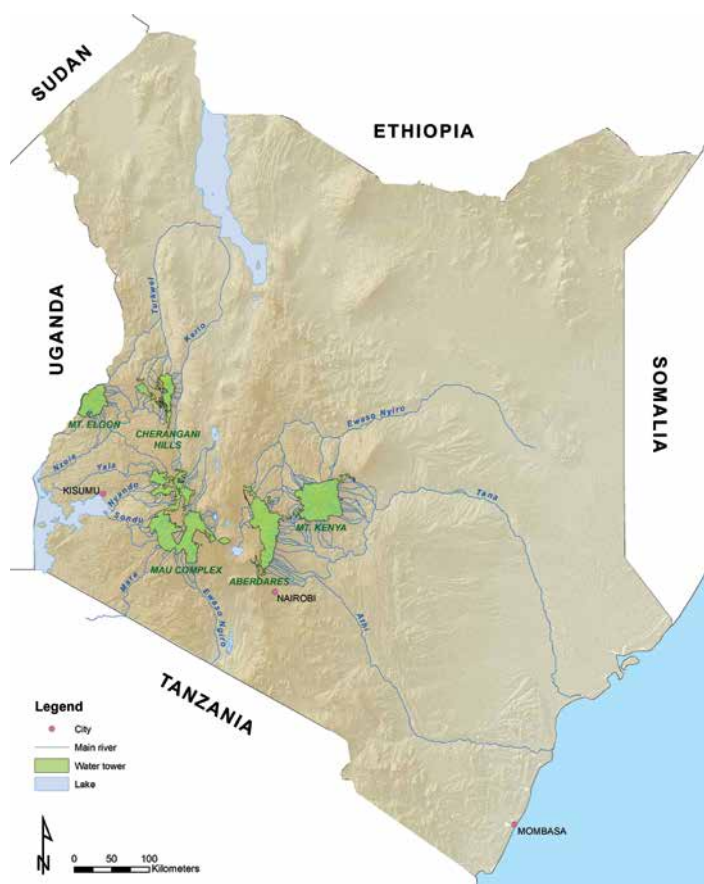 SUDAN
ETHIOPIA
UGANDA
SOMALIA
Turkwel
Kerio
MT. ELGON
CHERANGANI
HILLS
Ewaso Nyiro
Nzoia
Yala
KISUMU
Nyando
Sondu
Tana
MT. KENYA
MAU COMPLEX
ABERDARES
NAIROBI
Mara
Ewaso Ngiro
Athi
TANZANIA
Legend
City
Main river
Water tower
Lake
N
0 25 50 100
Kilometers
MOMBASA